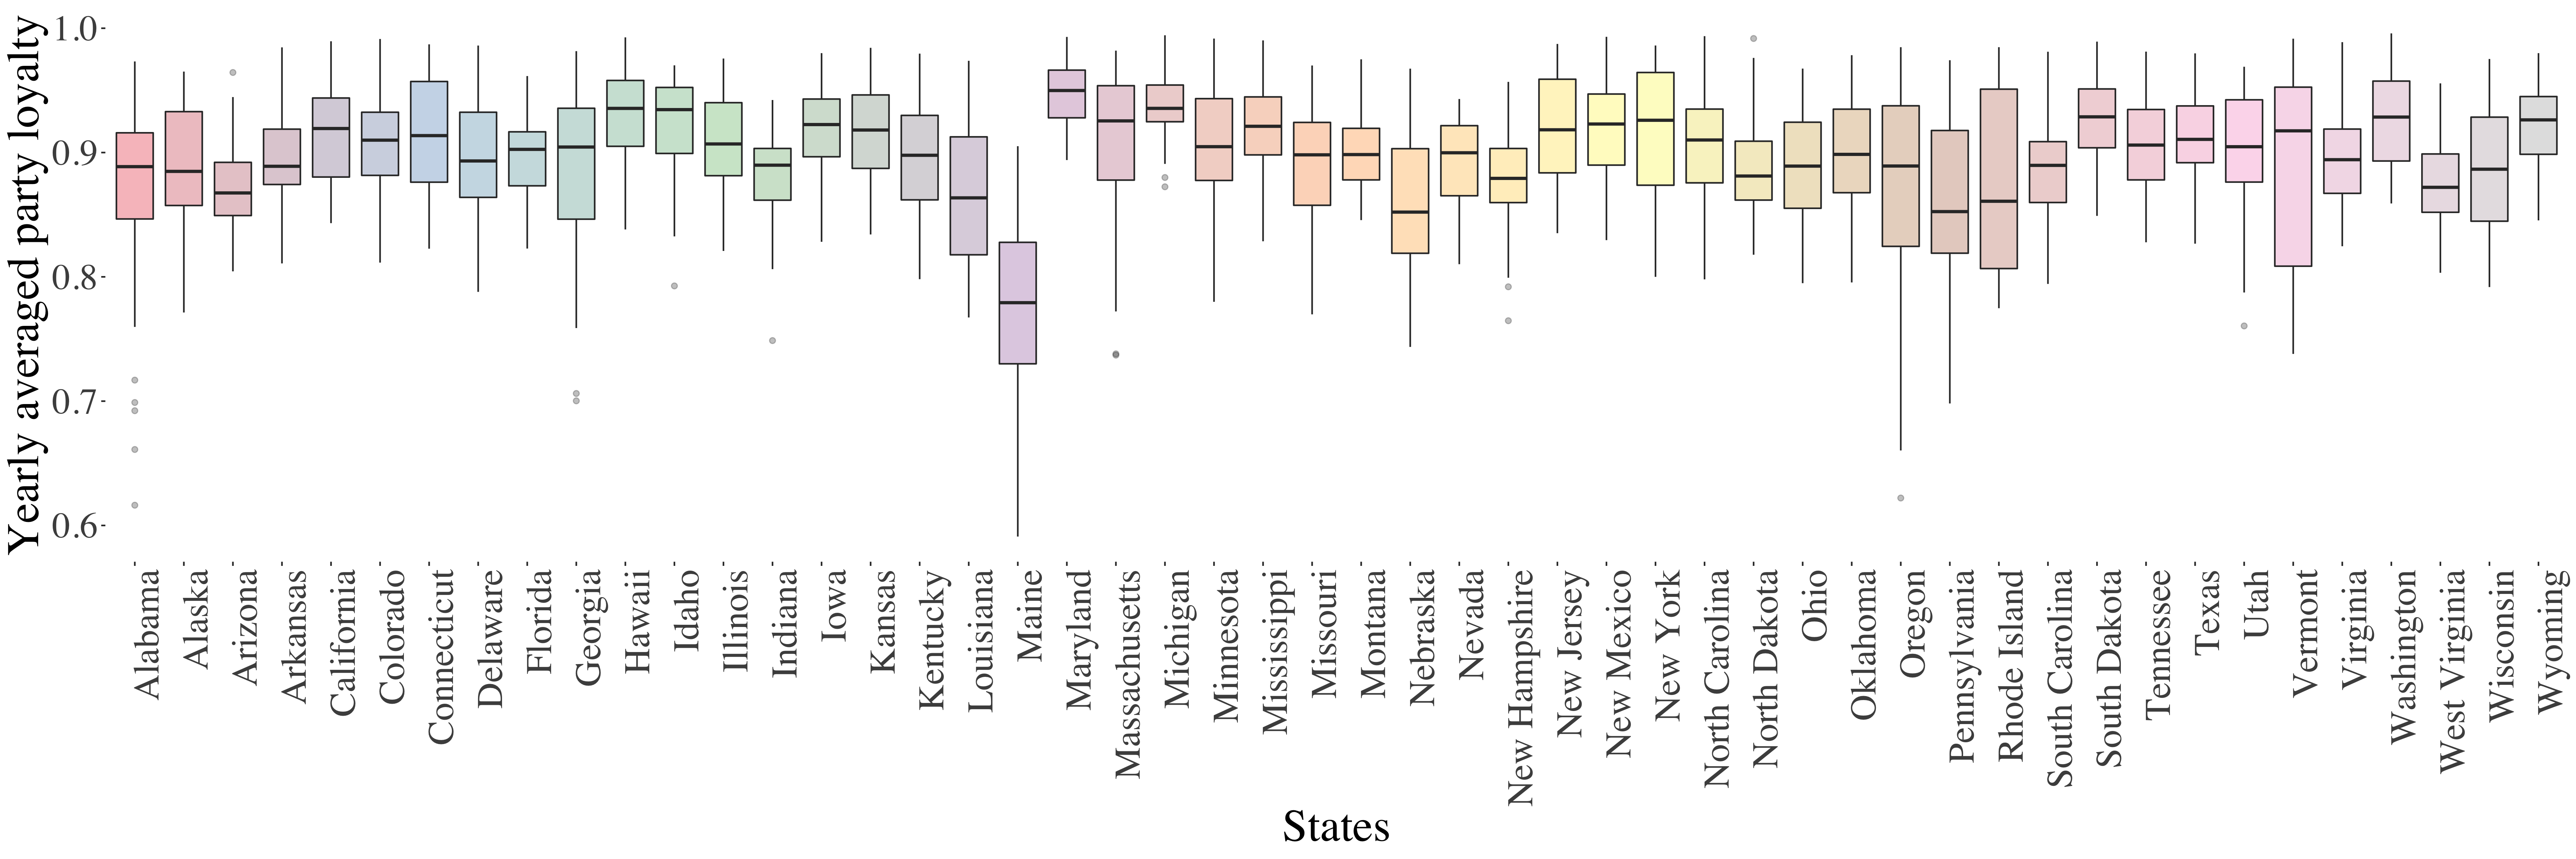 Yearly averaged party loyalty
1.0
0.9
0.8
0.7
0.6
Alabama
Alaska
Arizona
Arkansas
California
Colorado
Connecticut
Delaware
Florida
Georgia
Hawaii
Idaho
Illinois
Indiana
Iowa
Kansas
Kentucky
Louisiana
Maine
Maryland
Massachusetts
Michigan
Minnesota
Mississippi
Missouri
Montana
Nebraska
Nevada
New Hampshire
New Jersey
New Mexico
New York
North Carolina
North Dakota
Ohio
Oklahoma
Oregon
Pennsylvania
Rhode Island
South Carolina
South Dakota
Tennessee
Texas
Utah
Vermont
Virginia
Washington
West Virginia
Wisconsin
Wyoming
States